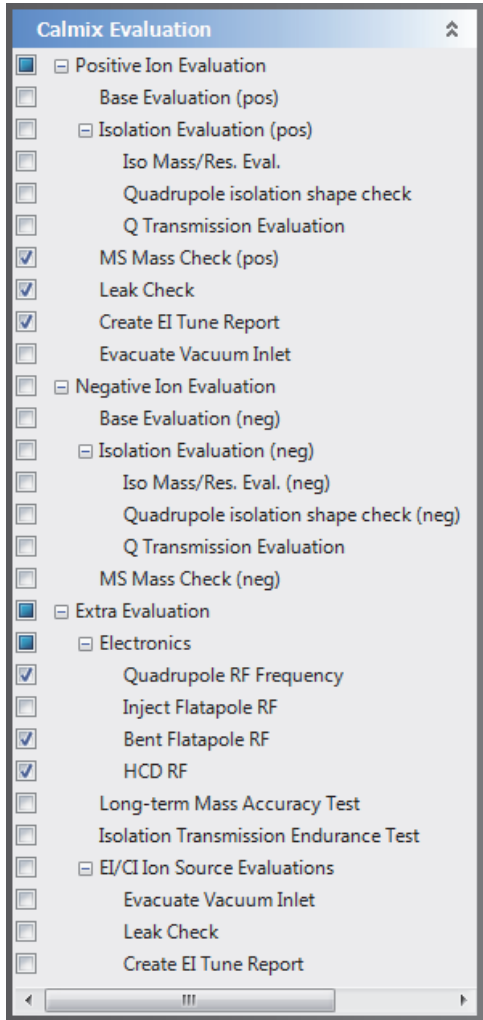 Calmix Evaluation
Positive Ion Evaluation
Base Evaluation (pos)
Isolation Evaluation (pos)
Iso Mass/Res. Eval.
Quadrupole isolation shape check
Q Transmission Evaluation
MS Mass Check (pos)
Leak Check
Create EI Tune Report
Evacuate Vacuum Inlet
Negative Ion Evaluation
Base Evaluation (neg)
Isolation Evaluation (neg)
Iso Mass/Res. Eval. (neg)
Quadrupole isolation shape check (neg)
Q Transmission Evaluation
MS Mass Check (neg)
Extra Evaluation
Electronics
Quadrupole RF Frequency
Inject Flatapole RF
Bent Flatapole RF
HCD RF
Long-term Mass Accuracy Test
Isolation Transmission Endurance Test
EI/CI Ion Source Evaluations
Evacuate Vacuum Inlet
Leak Check
Create EI Tune Report